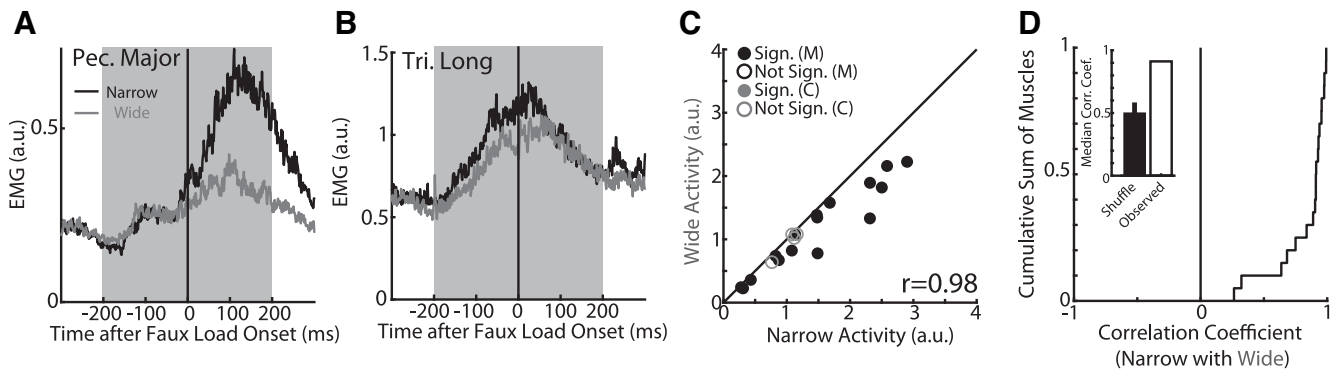 A
Pec. Major
Narrow
Wide
EMG (a.u.)
0.5
0
-200 -100 0 100 200
Time after Faux Load Onset (ms)
B
Tri. Long
EMG (a.u.)
1.5
1
0.5
0
-200 -100 0 100 200
Time after Faux Load Onset (ms)
C
Sign. (M)
Not Sign. (M)
Sign. (C)
Not Sign. (C)
Wide Activity (a.u.)
4
3
2
1
0
r=0.98
0 1 2 3 4
Narrow Activity (a.u.)
D
Cumulative Sum of Muscles
1
0.5
0
Median Corr. Coef.
1
0.5
0
Shuffle
Observed
-1 0 1
Correlation Coefficient
(Narrow with Wide)